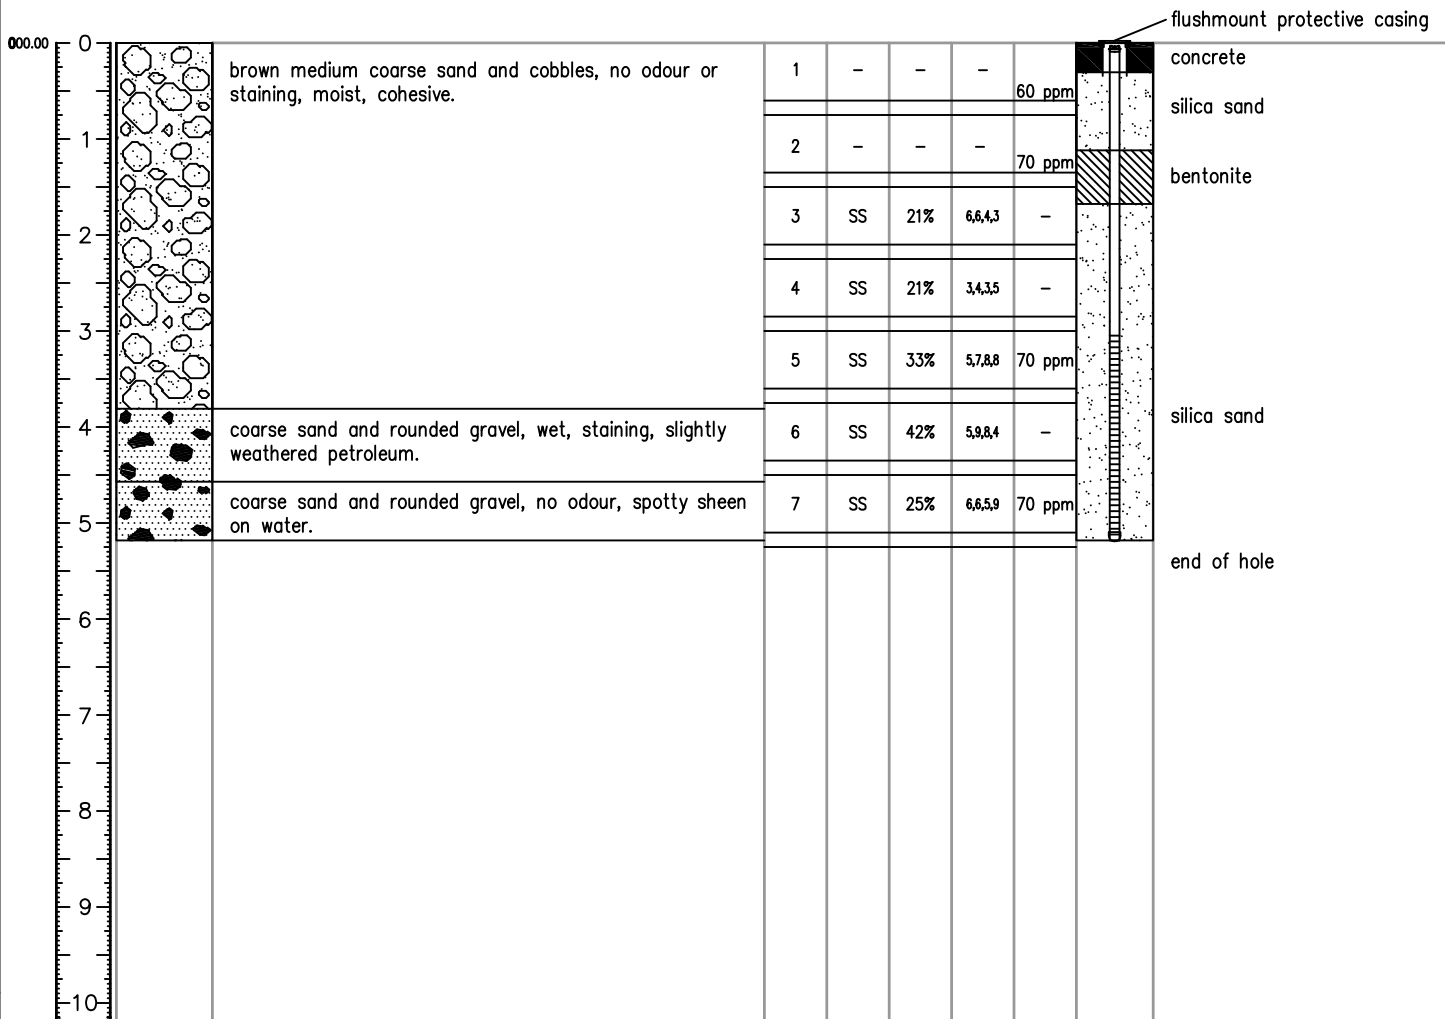 flushmount protective casing
000.00 0
concrete
brown medium coarse sand and cobbles, no odour or
staining, moist, cohesive.
1 – – –
60 ppm
silica sand
1
2 – – –
70 ppm
bentonite
3 SS 21% 6,6,4,3 –
2
4 SS 21% 3,4,3,5 –
3
5 SS 33% 5,7,8,8 70 ppm
silica sand
4
coarse sand and rounded gravel, wet, staining, slightly
weathered petroleum.
6 SS 42% 5,9,8,4 –
coarse sand and rounded gravel, no odour, spotty sheen
on water.
7 SS 25% 6,6,5,9 70 ppm
5
end of hole
6
7
8
9
10